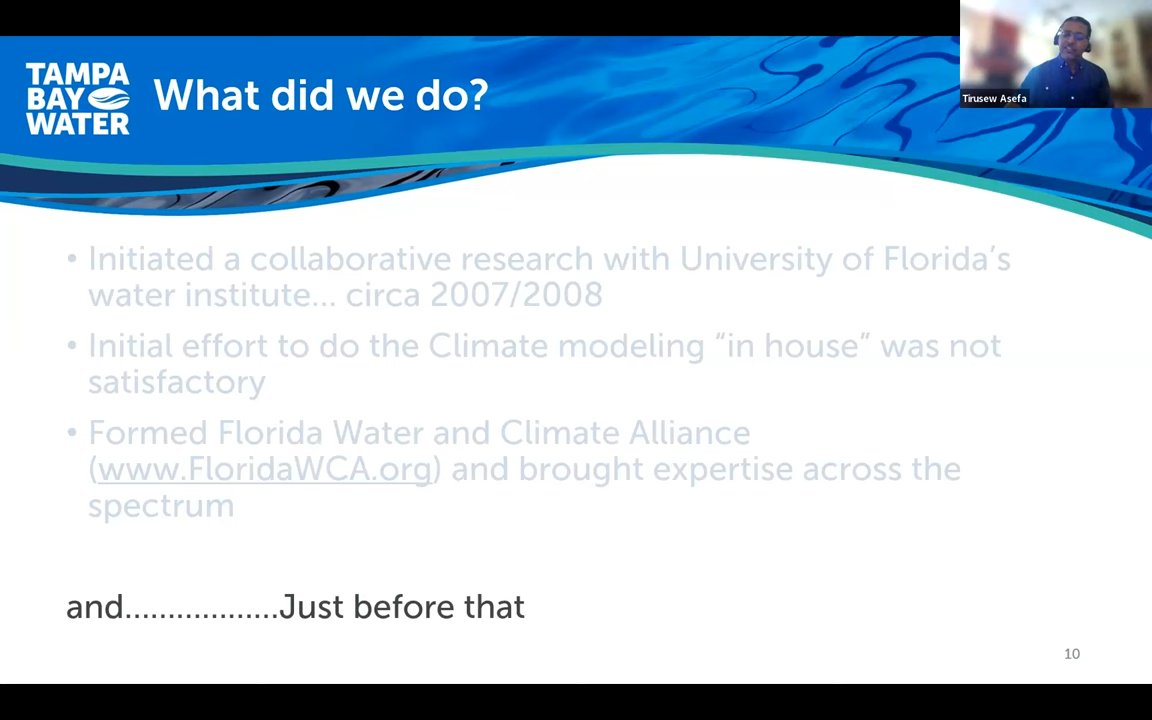 TAMPA
BAY
WATER
What did we do?
Tirusew Asefa
• Initiated a collaborative research with University of Florida’s
water institute… circa 2007/2008
• Initial effort to do the Climate modeling “in house” was not
satisfactory
• Formed Florida Water and Climate Alliance
(www.FloridaWCA.org) and brought expertise across the
spectrum
and..................Just before that
10